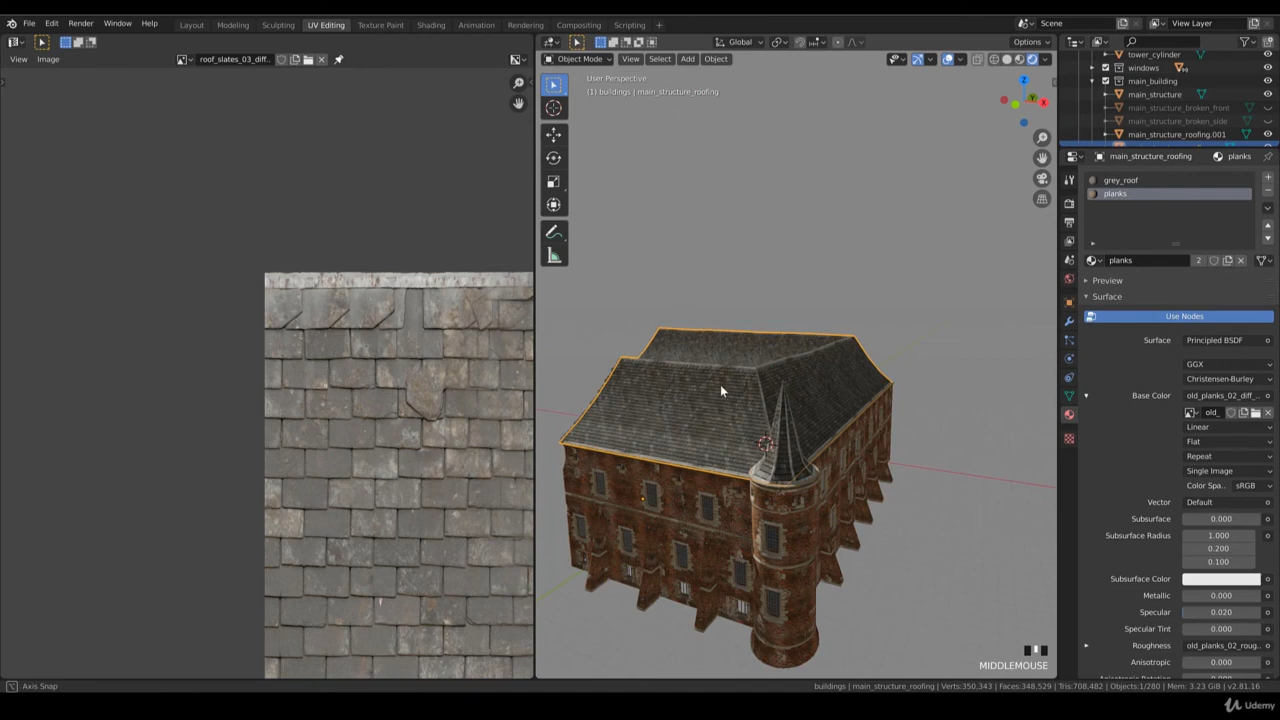 File Edit Render Window Help Layout Modeling Sculpting UV Editing Texture Paint Shading Animation Rendering Compositing Scripting + Scene View Layer
View Image roof_slates_03_diff..
Global Options
Object Mode View Select Add Object
User Perspective
(1) buildings | main_structure_roofing
Z
Y
X
tower_cylinder
windows
main_building
main_structure
main_structure_broken_front
main_structure_broken_side
main_structure_roofing.001
main_structure_roofing planks
grey_roof
planks
planks 2
Preview
Surface
Use Nodes
Surface Principled BSDF
GGX
Christensen-Burley
Base Color old_planks_02_diff_..
old_
Linear
Flat
Repeat
Single Image
Color Spa.. sRGB
Vector Default
Subsurface 0.000
Subsurface Radius 1.000
0.200
0.100
Subsurface Color
Metallic 0.000
Specular 0.020
Specular Tint 0.000
Roughness old_planks_02_roug..
Anisotropic 0.000
MIDDLEMOUSE
Axis Snap
buildings | main_structure_roofing | Verts:350,343 | Faces:348,529 | Tris:708,482 | Objects:1/280 | Mem: 3.23 GiB | v2.81.16
Udemy